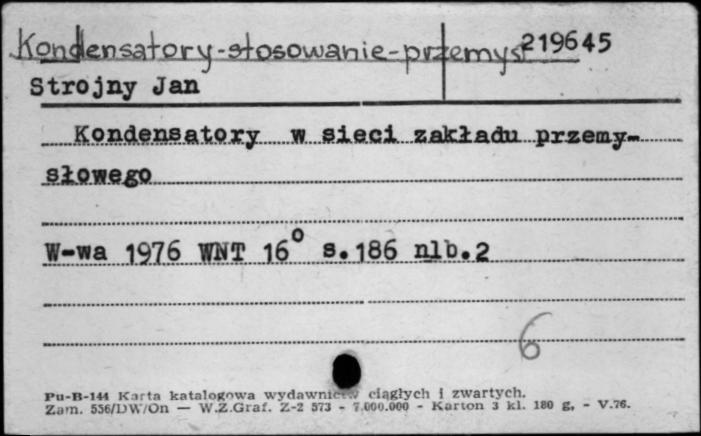 Kondensatory-stosowanie-przemysł 219645
Strojny Jan
Kondensatory w sieci zakładu przemy-
słowego
W-wa 1976 WNT 16° s.186 nlb.2
6
Pu-B-144 Karta katalogowa wydawnictw ciągłych i zwartych.
Zam. 556/DW/On — W.Z.Graf. Z-2 573 - 7.000.000 - Karton 3 kl. 180 g. - V.76.